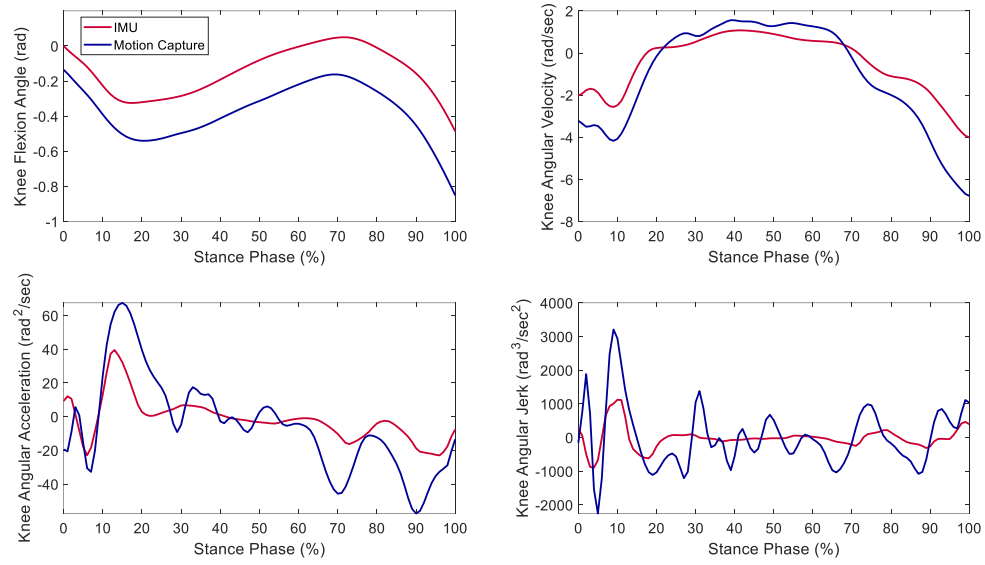 Knee Flexion Angle (rad)
0
-0.2
-0.4
-0.6
-0.8
-1
IMU
Motion Capture
0 10 20 30 40 50 60 70 80 90 100
Stance Phase (%)
Knee Angular Velocity (rad/sec)
2
0
-2
-4
-6
-8
0 10 20 30 40 50 60 70 80 90 100
Stance Phase (%)
Knee Angular Acceleration (rad²/sec)
60
40
20
0
-20
-40
0 10 20 30 40 50 60 70 80 90 100
Stance Phase (%)
Knee Angular Jerk (rad³/sec²)
4000
3000
2000
1000
0
-1000
-2000
0 10 20 30 40 50 60 70 80 90 100
Stance Phase (%)